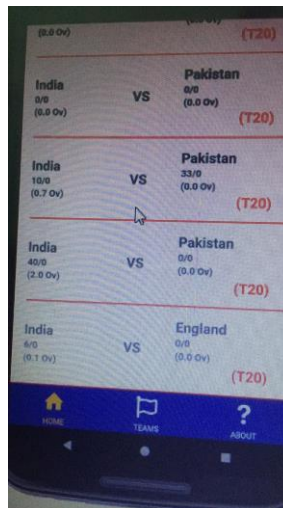 (0.0 Ov)
(T20)
India Pakistan
0/0 VS 0/0
(0.0 Ov) (0.0 Ov)
(T20)
India Pakistan
10/0 VS 33/0
(0.7 Ov) (0.0 Ov)
(T20)
India Pakistan
40/0 VS 0/0
(2.0 Ov) (0.0 Ov)
(T20)
India England
6/0 VS 0/0
(0.1 Ov) (0.0 Ov)
(T20)
HOME TEAMS ? ABOUT